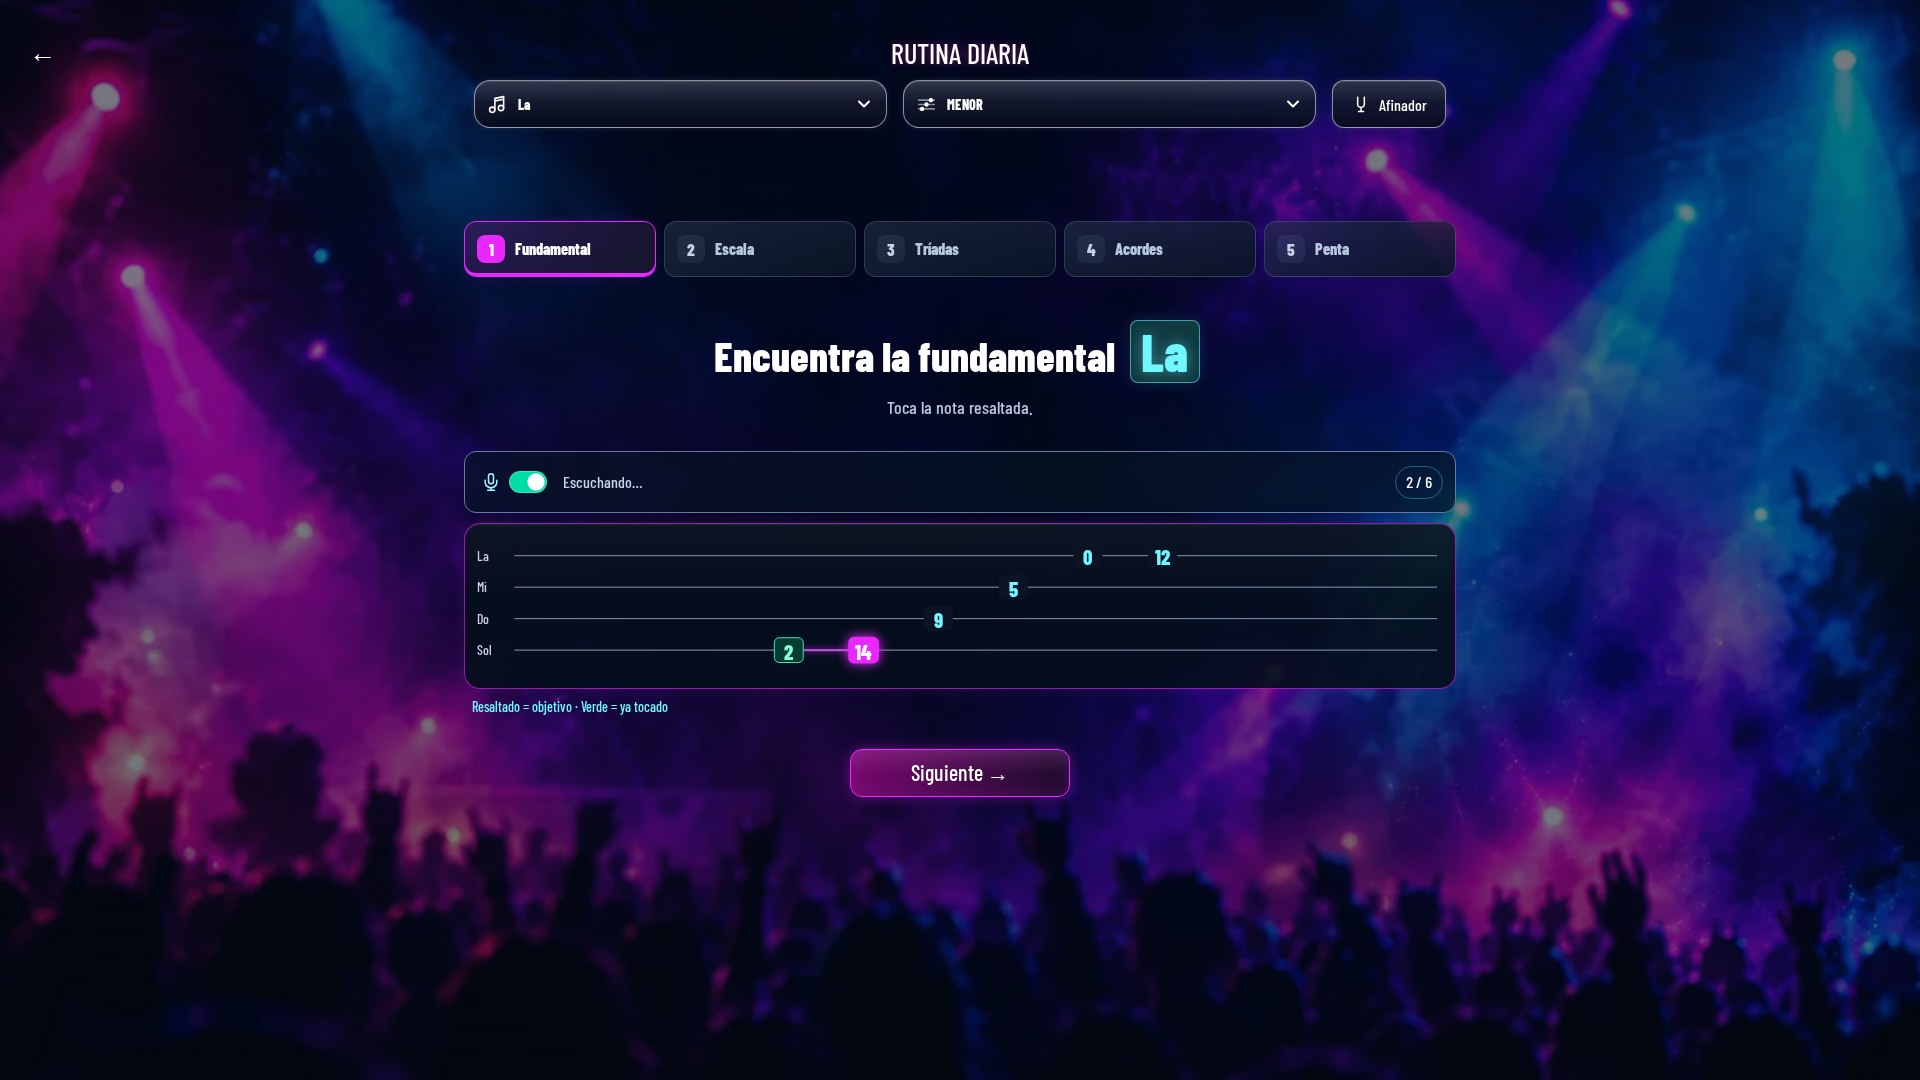 ←
RUTINA DIARIA
La
MENOR
Afinador
1 Fundamental
2 Escala
3 Tríadas
4 Acordes
5 Penta
Encuentra la fundamental La
Toca la nota resaltada.
Escuchando...
2 / 6
La 0 12
Mi 5
Do 9
Sol 2 14
Resaltado = objetivo · Verde = ya tocado
Siguiente →